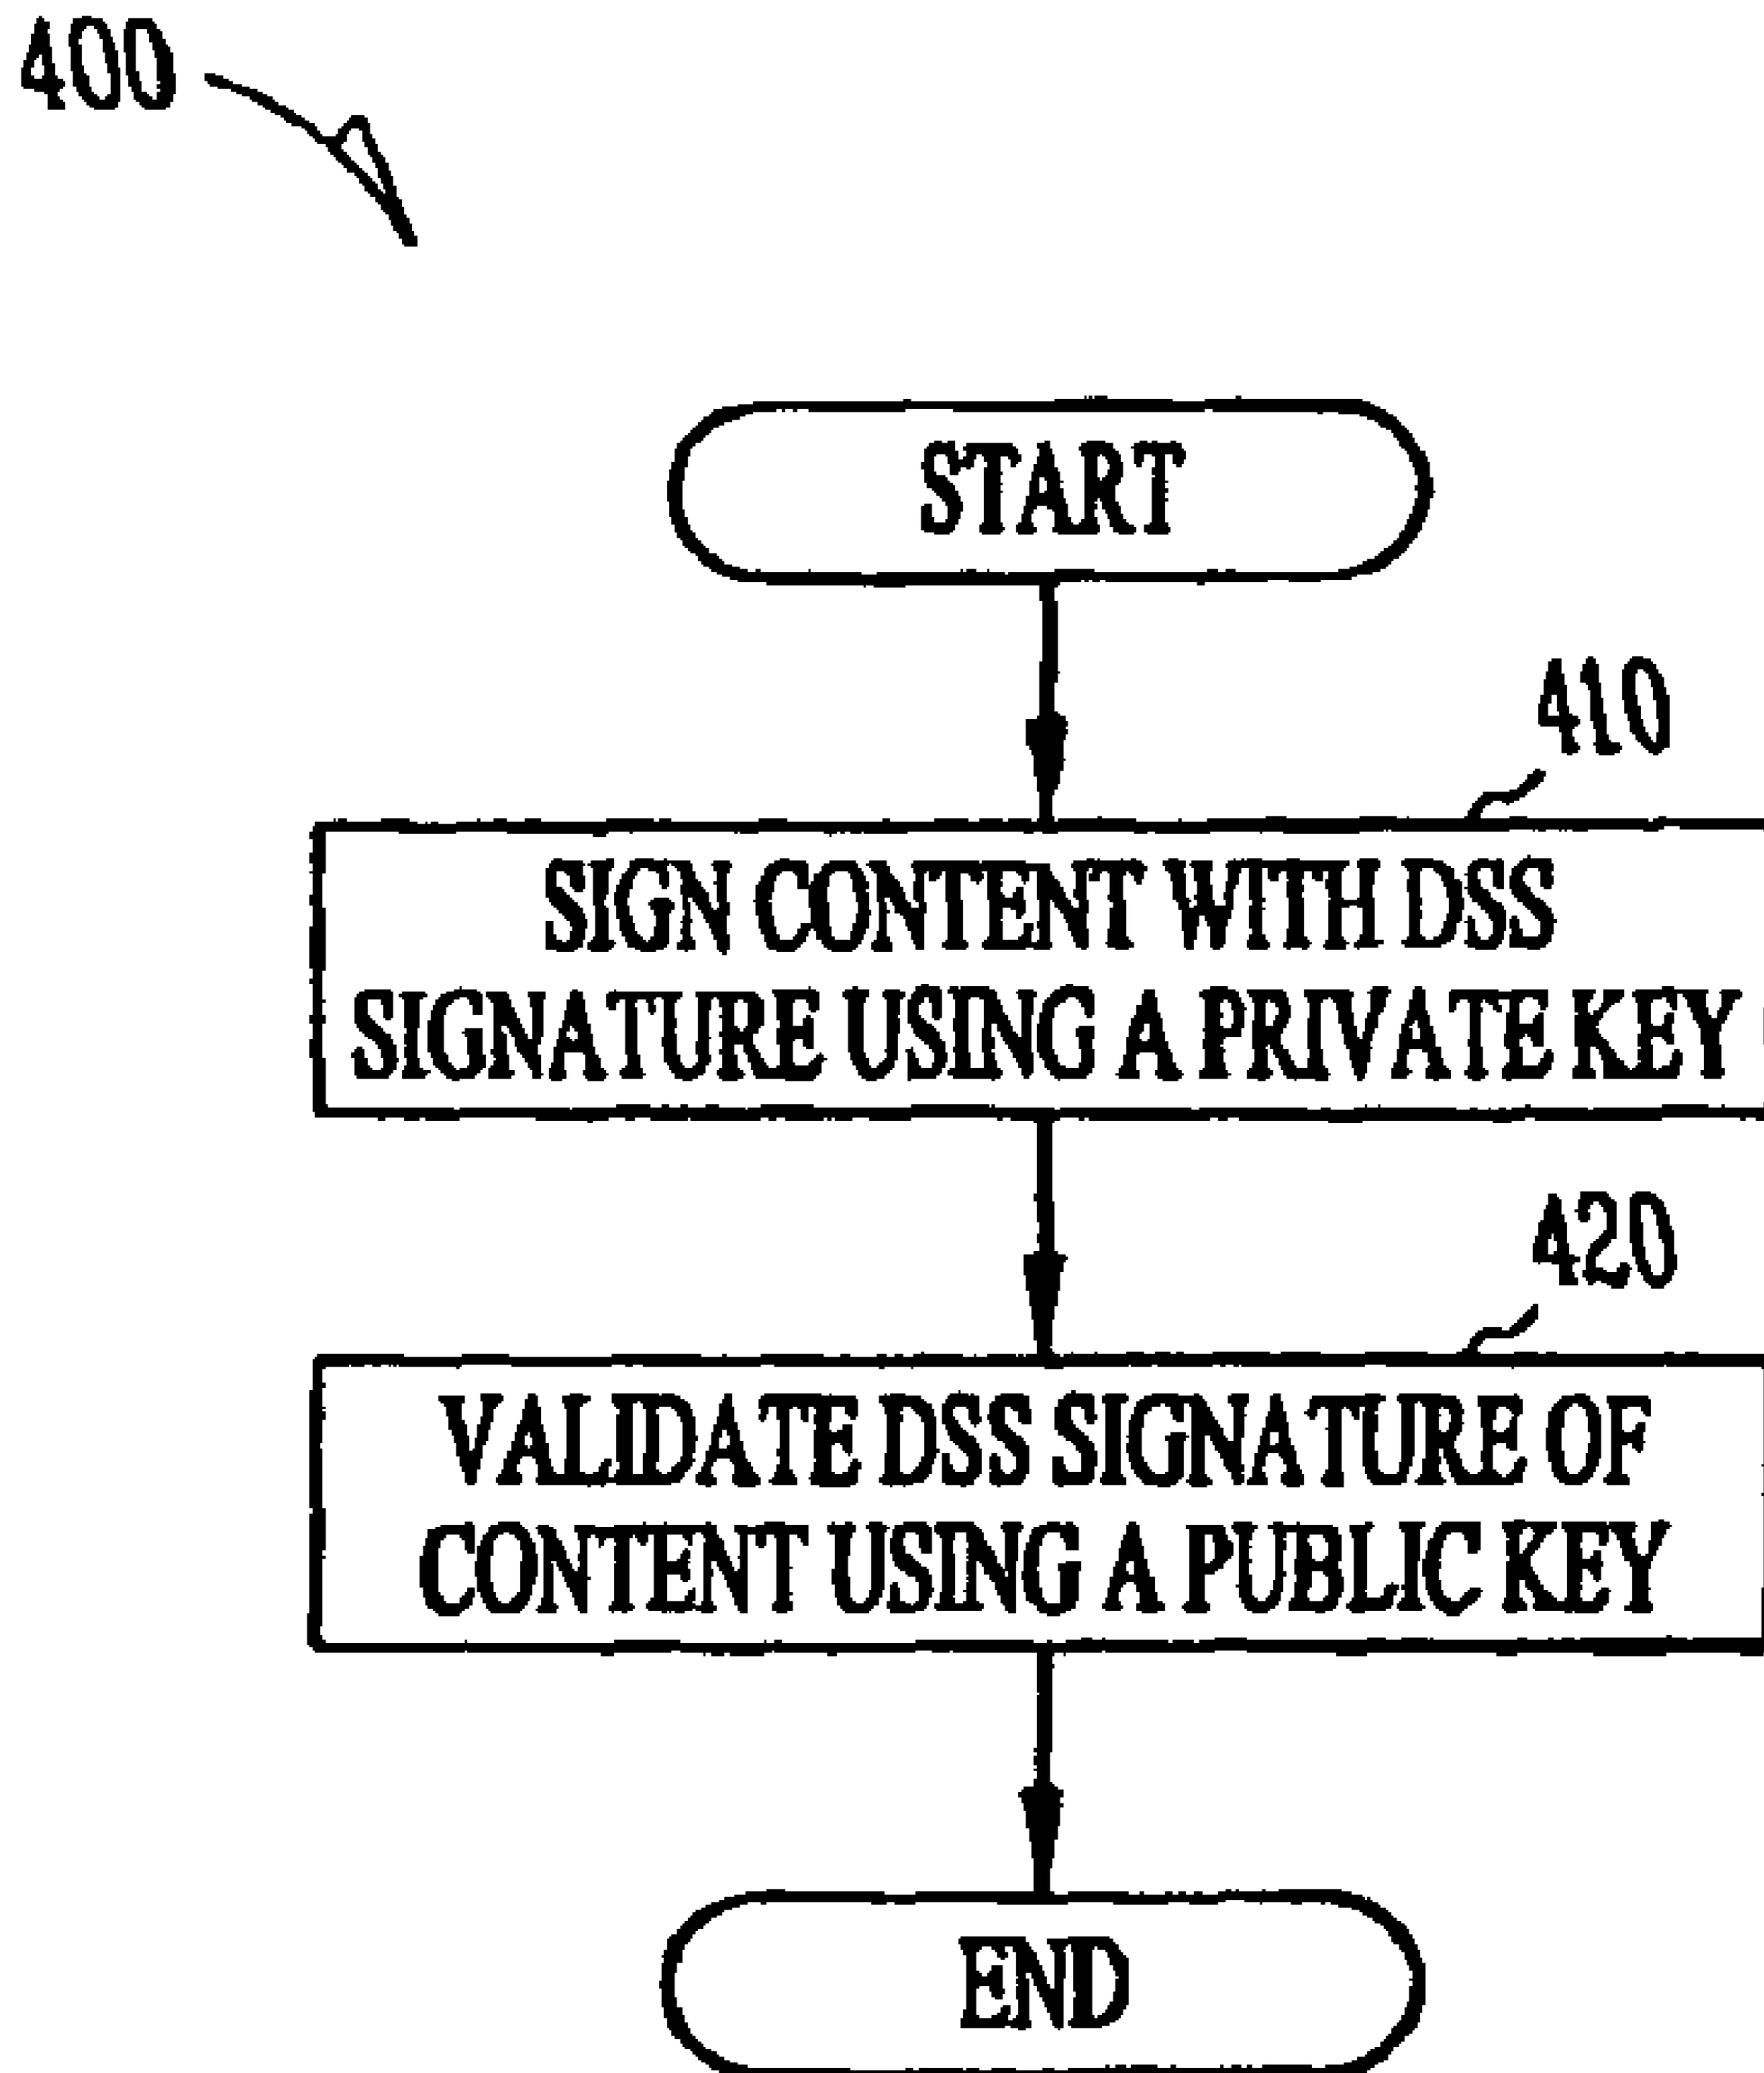 400
START
410
SIGN CONTENT WITH DSS
SIGNATURE USING A PRIVATE KEY
420
VALIDATE DSS SIGNATURE OF
CONTENT USING A PUBLIC KEY
END